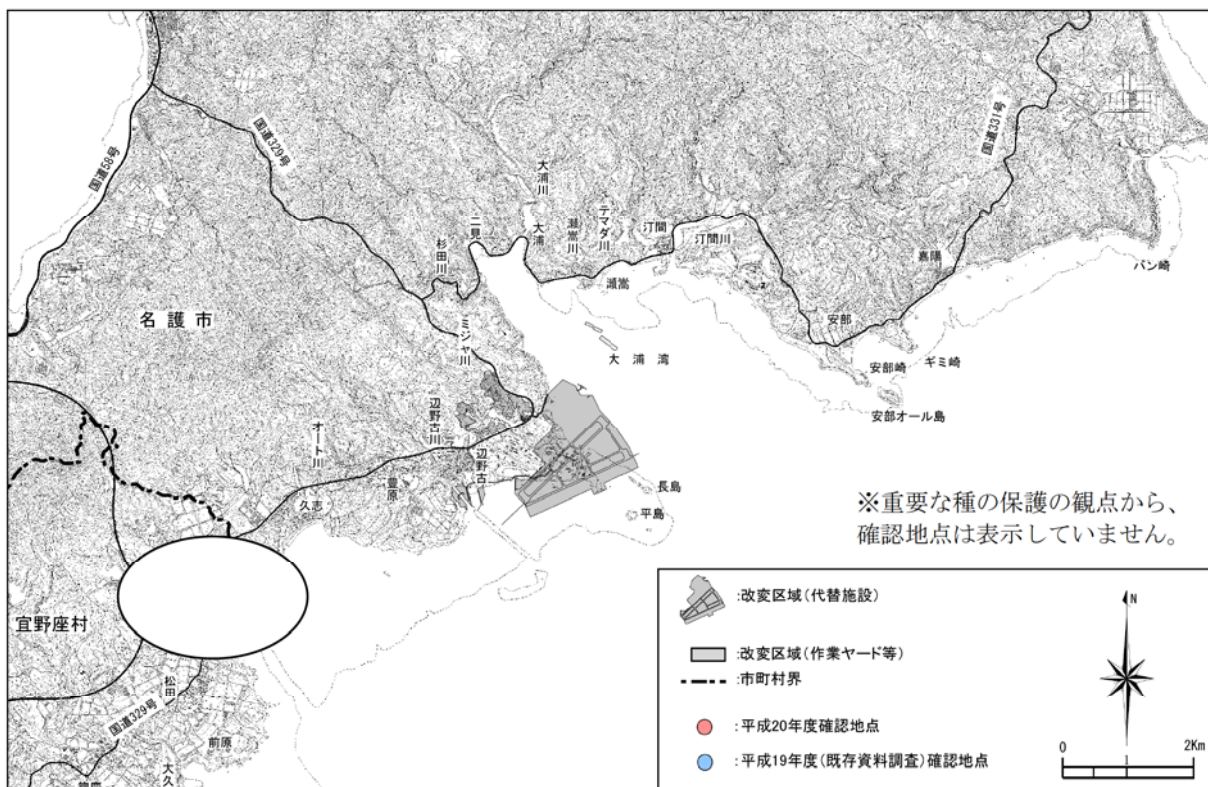 国道58号
国道329号
国道331号
大浦川
二見
大浦
瀬嵩川
テマダ川
汀間
汀間川
杉田川
瀬嵩
嘉陽
バン崎
名護市
ミジャ川
大浦湾
安部
安部崎
ギミ崎
安部オール島
辺野古川
オート川
辺野古
豊原
久志
長島
平島
※重要な種の保護の観点から、
確認地点は表示していません。
宜野座村
松田
国道329号
前原
大久
:改変区域(代替施設)
:改変区域(作業ヤード等)
:市町村界
:平成20年度確認地点
:平成19年度(既存資料調査)確認地点
N
0 2Km